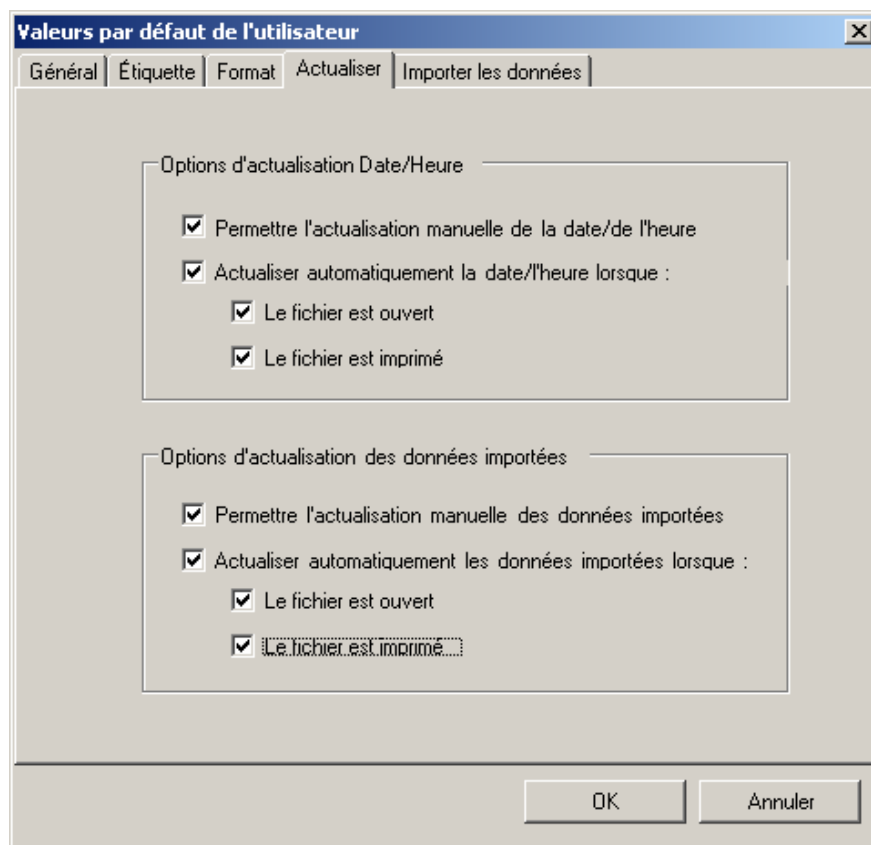 Valeurs par défaut de l'utilisateur
Général Étiquette Format Actualiser Importer les données
Options d'actualisation Date/Heure
Permettre l'actualisation manuelle de la date/de l'heure
Actualiser automatiquement la date/l'heure lorsque :
Le fichier est ouvert
Le fichier est imprimé
Options d'actualisation des données importées
Permettre l'actualisation manuelle des données importées
Actualiser automatiquement les données importées lorsque :
Le fichier est ouvert
Le fichier est imprimé
OK Annuler